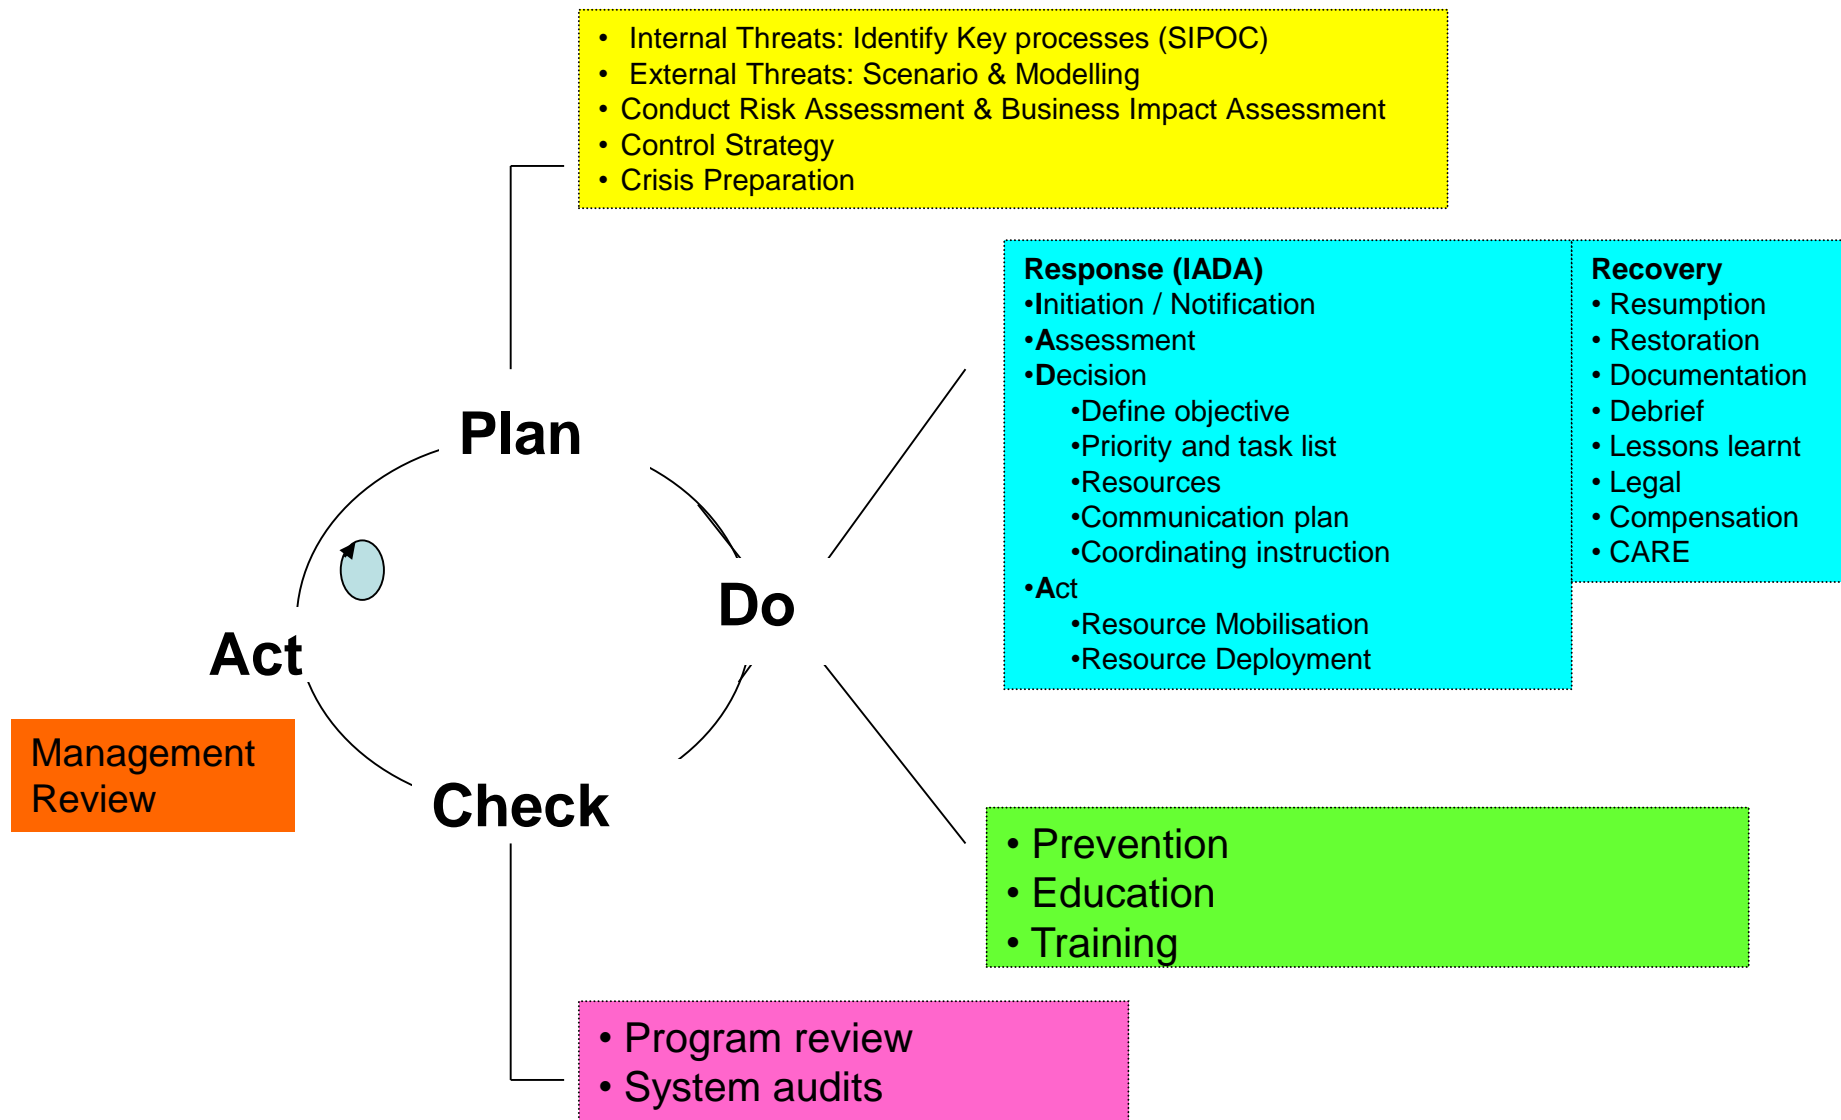 • Internal Threats: Identify Key processes (SIPOC)
• External Threats: Scenario & Modelling
• Conduct Risk Assessment & Business Impact Assessment
• Control Strategy
• Crisis Preparation
Response (IADA)
•Initiation / Notification
•Assessment
•Decision
•Define objective
•Priority and task list
•Resources
•Communication plan
•Coordinating instruction
•Act
•Resource Mobilisation
•Resource Deployment
Recovery
• Resumption
• Restoration
• Documentation
• Debrief
• Lessons learnt
• Legal
• Compensation
• CARE
Plan
Do
Act
Check
Management
Review
• Prevention
• Education
• Training
• Program review
• System audits